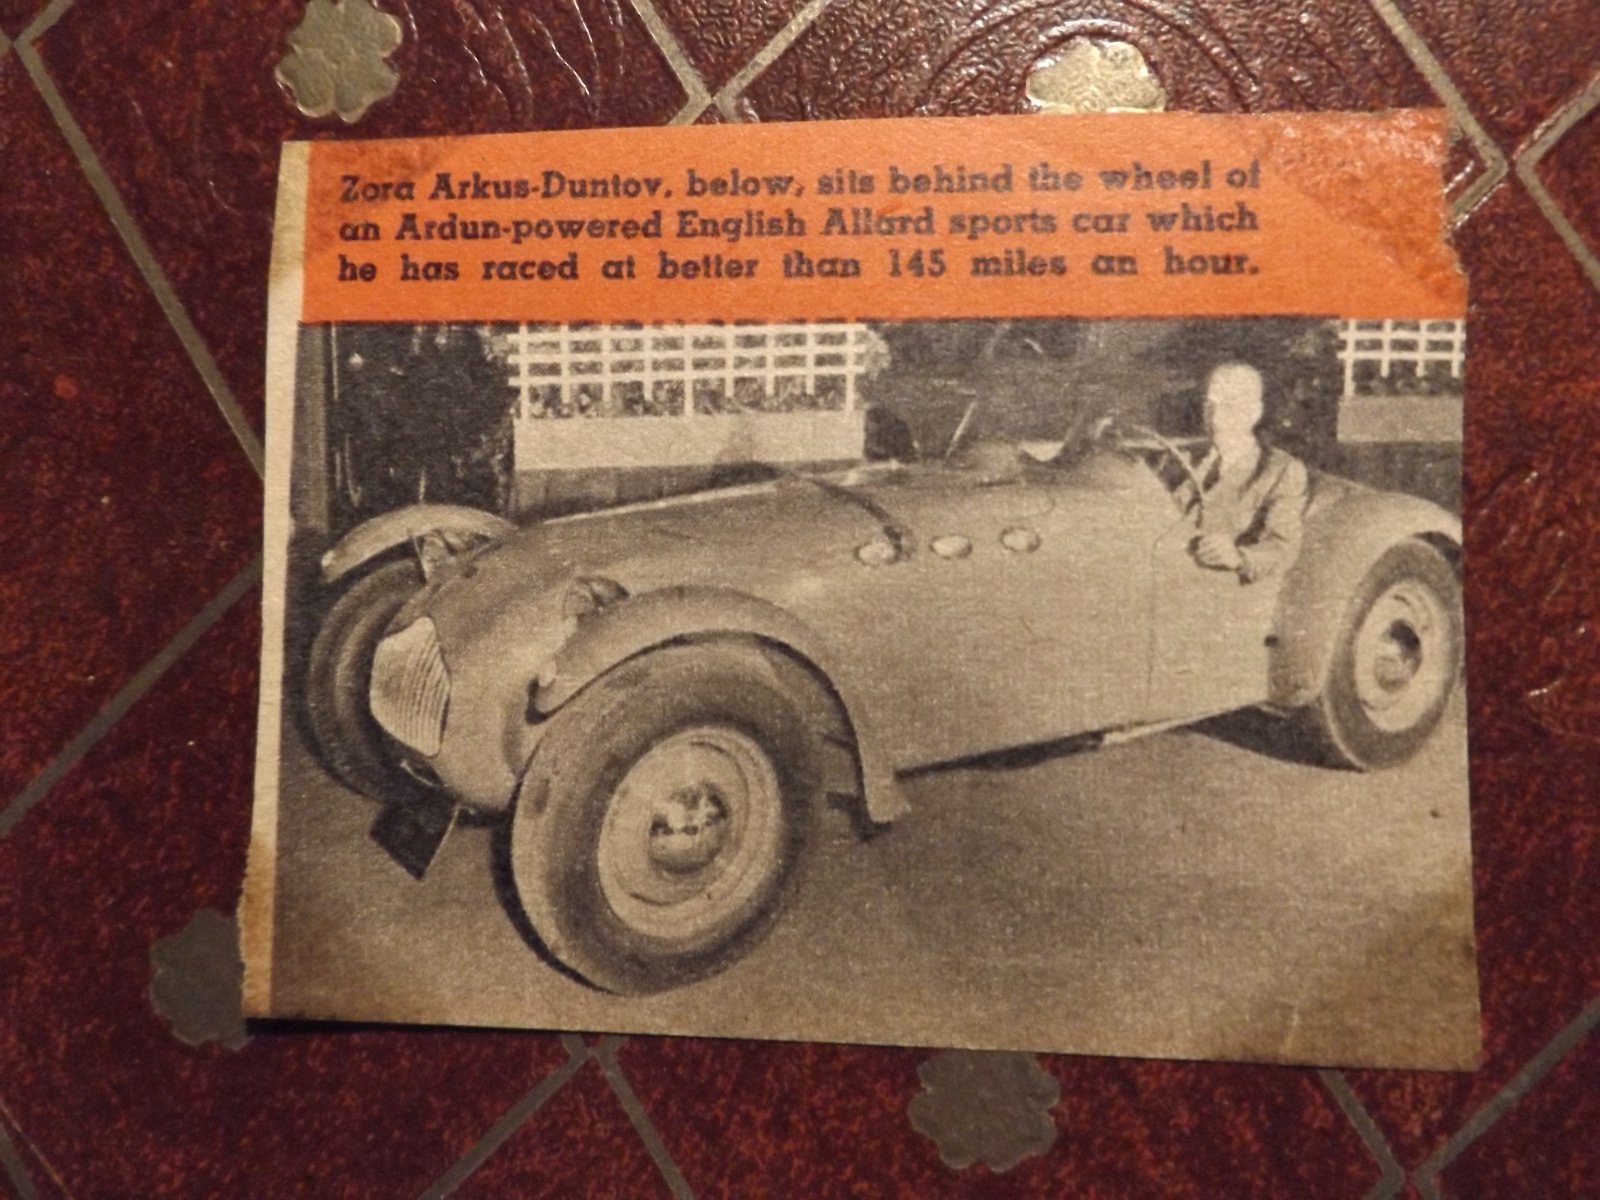 Zora Arkus-Duntov, below, sits behind the wheel of
an Ardun-powered English Allard sports car which
he has raced at better than 145 miles an hour.